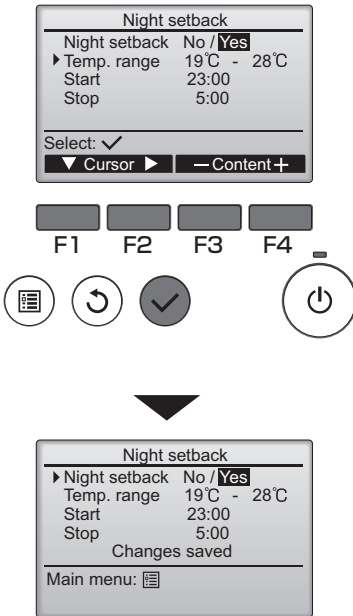 Night setback
Night setback No / Yes
Temp. range 19℃ - 28℃
Start 23:00
Stop 5:00
Select: ✓
▼ Cursor ▶ — Content +
F1 F2 F3 F4
Night setback
Night setback No / Yes
Temp. range 19℃ - 28℃
Start 23:00
Stop 5:00
Changes saved
Main menu: